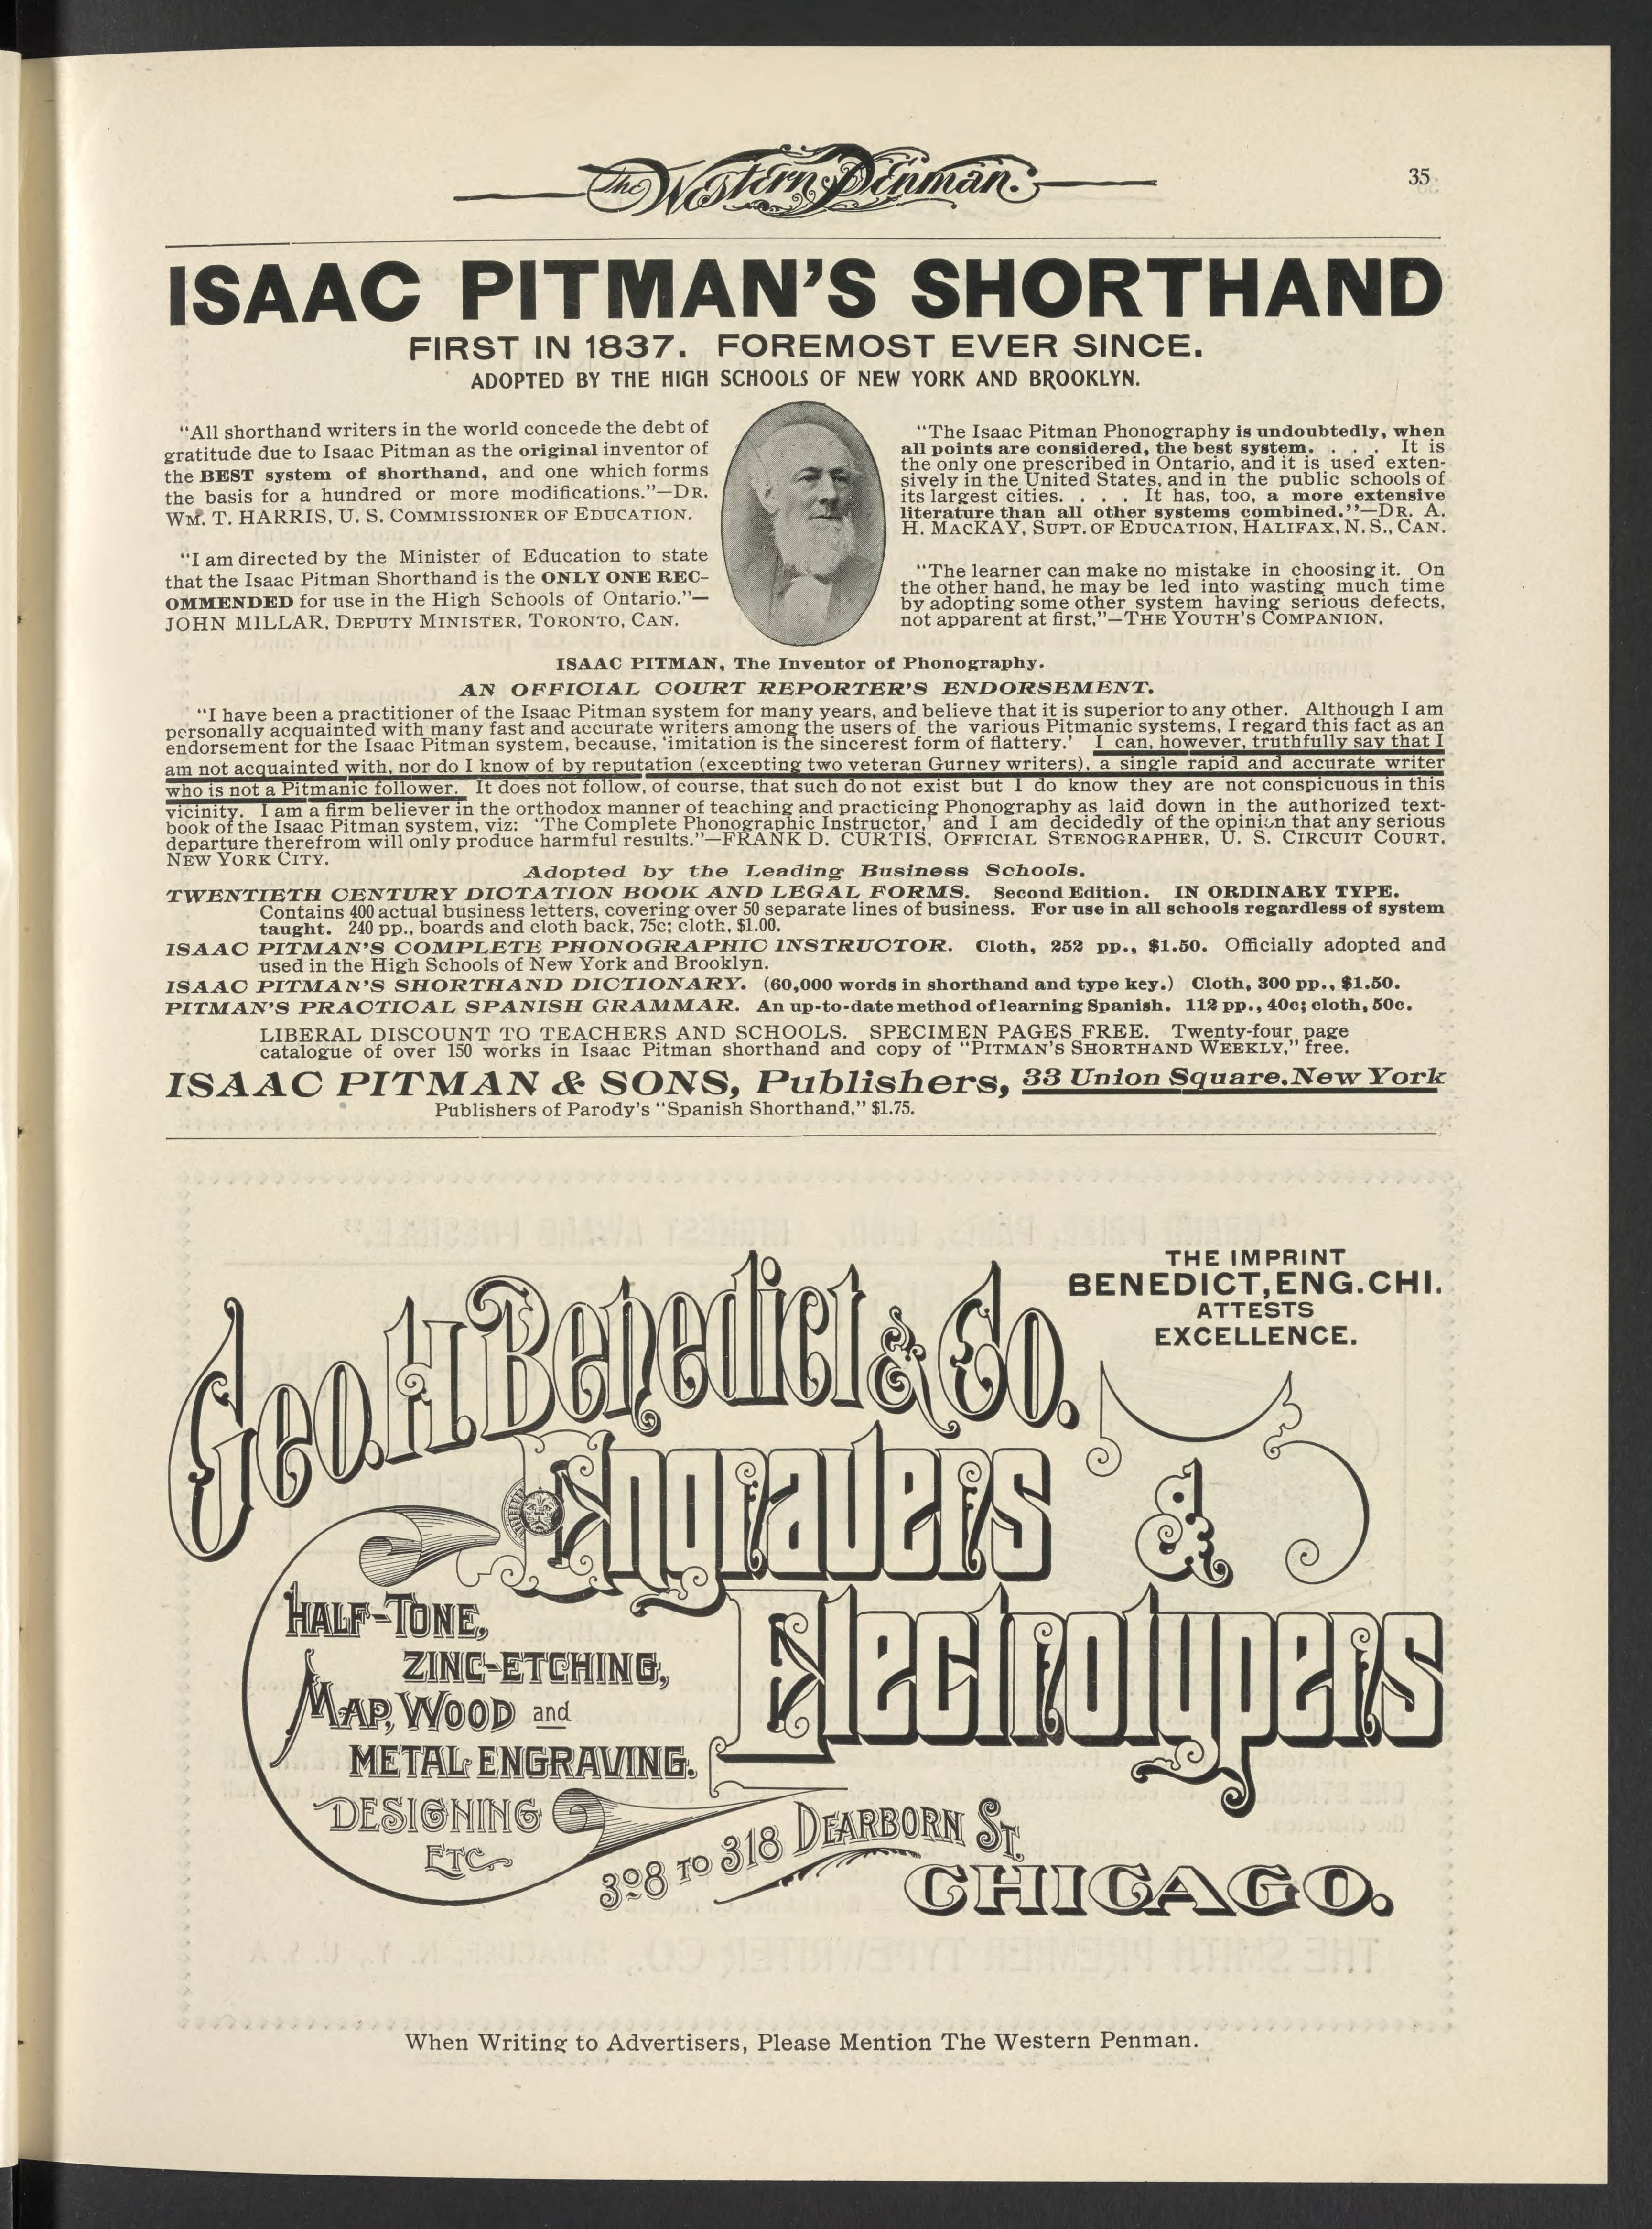 The Western Penman.
35
ISAAC PITMAN'S SHORTHAND
FIRST IN 1837. FOREMOST EVER SINCE.
ADOPTED BY THE HIGH SCHOOLS OF NEW YORK AND BROOKLYN.
"All shorthand writers in the world concede the debt of
gratitude due to Isaac Pitman as the original inventor of
the BEST system of shorthand, and one which forms
the basis for a hundred or more modifications."—DR.
WM. T. HARRIS, U. S. COMMISSIONER OF EDUCATION.
"I am directed by the Minister of Education to state
that the Isaac Pitman Shorthand is the ONLY ONE REC-
OMMENDED for use in the High Schools of Ontario."—
JOHN MILLAR, DEPUTY MINISTER, TORONTO, CAN.
"The Isaac Pitman Phonography is undoubtedly, when
all points are considered, the best system. . . . It is
the only one prescribed in Ontario, and it is used exten-
sively in the United States, and in the public schools of
its largest cities. . . . It has, too, a more extensive
literature than all other systems combined."—DR. A.
H. MACKAY, SUPT. OF EDUCATION, HALIFAX, N. S., CAN.
"The learner can make no mistake in choosing it. On
the other hand, he may be led into wasting much time
by adopting some other system having serious defects,
not apparent at first."—THE YOUTH'S COMPANION.
ISAAC PITMAN, The Inventor of Phonography.
AN OFFICIAL COURT REPORTER'S ENDORSEMENT.
"I have been a practitioner of the Isaac Pitman system for many years, and believe that it is superior to any other. Although I am
personally acquainted with many fast and accurate writers among the users of the various Pitmanic systems, I regard this fact as an
endorsement for the Isaac Pitman system, because, 'imitation is the sincerest form of flattery.' I can, however, truthfully say that I
am not acquainted with, nor do I know of by reputation (excepting two veteran Gurney writers), a single rapid and accurate writer
who is not a Pitmanic follower. It does not follow, of course, that such do not exist but I do know they are not conspicuous in this
vicinity. I am a firm believer in the orthodox manner of teaching and practicing Phonography as laid down in the authorized text-
book of the Isaac Pitman system, viz: 'The Complete Phonographic Instructor,' and I am decidedly of the opinion that any serious
departure therefrom will only produce harmful results."—FRANK D. CURTIS, OFFICIAL STENOGRAPHER, U. S. CIRCUIT COURT,
NEW YORK CITY.
Adopted by the Leading Business Schools.
TWENTIETH CENTURY DICTATION BOOK AND LEGAL FORMS. Second Edition. IN ORDINARY TYPE.
Contains 400 actual business letters, covering over 50 separate lines of business. For use in all schools regardless of system
taught. 240 pp., boards and cloth back, 75c; cloth, $1.00.
ISAAC PITMAN'S COMPLETE PHONOGRAPHIC INSTRUCTOR. Cloth, 252 pp., $1.50. Officially adopted and
used in the High Schools of New York and Brooklyn.
ISAAC PITMAN'S SHORTHAND DICTIONARY. (60,000 words in shorthand and type key.) Cloth, 300 pp., $1.50.
PITMAN'S PRACTICAL SPANISH GRAMMAR. An up-to-date method of learning Spanish. 112 pp., 40c; cloth, 50c.
LIBERAL DISCOUNT TO TEACHERS AND SCHOOLS. SPECIMEN PAGES FREE. Twenty-four page
catalogue of over 150 works in Isaac Pitman shorthand and copy of "PITMAN'S SHORTHAND WEEKLY," free.
ISAAC PITMAN & SONS, Publishers, 33 Union Square, New York
Publishers of Parody's "Spanish Shorthand," $1.75.
THE IMPRINT
BENEDICT, ENG. CHI.
ATTESTS
EXCELLENCE.
Geo. H. Benedict & Co.
Engravers &
Electrotypers
HALF-TONE,
ZINC-ETCHING,
MAP, WOOD and
METAL ENGRAVING.
DESIGNING
ETC.
308 TO 318 DEARBORN ST.
CHICAGO.
When Writing to Advertisers, Please Mention The Western Penman.